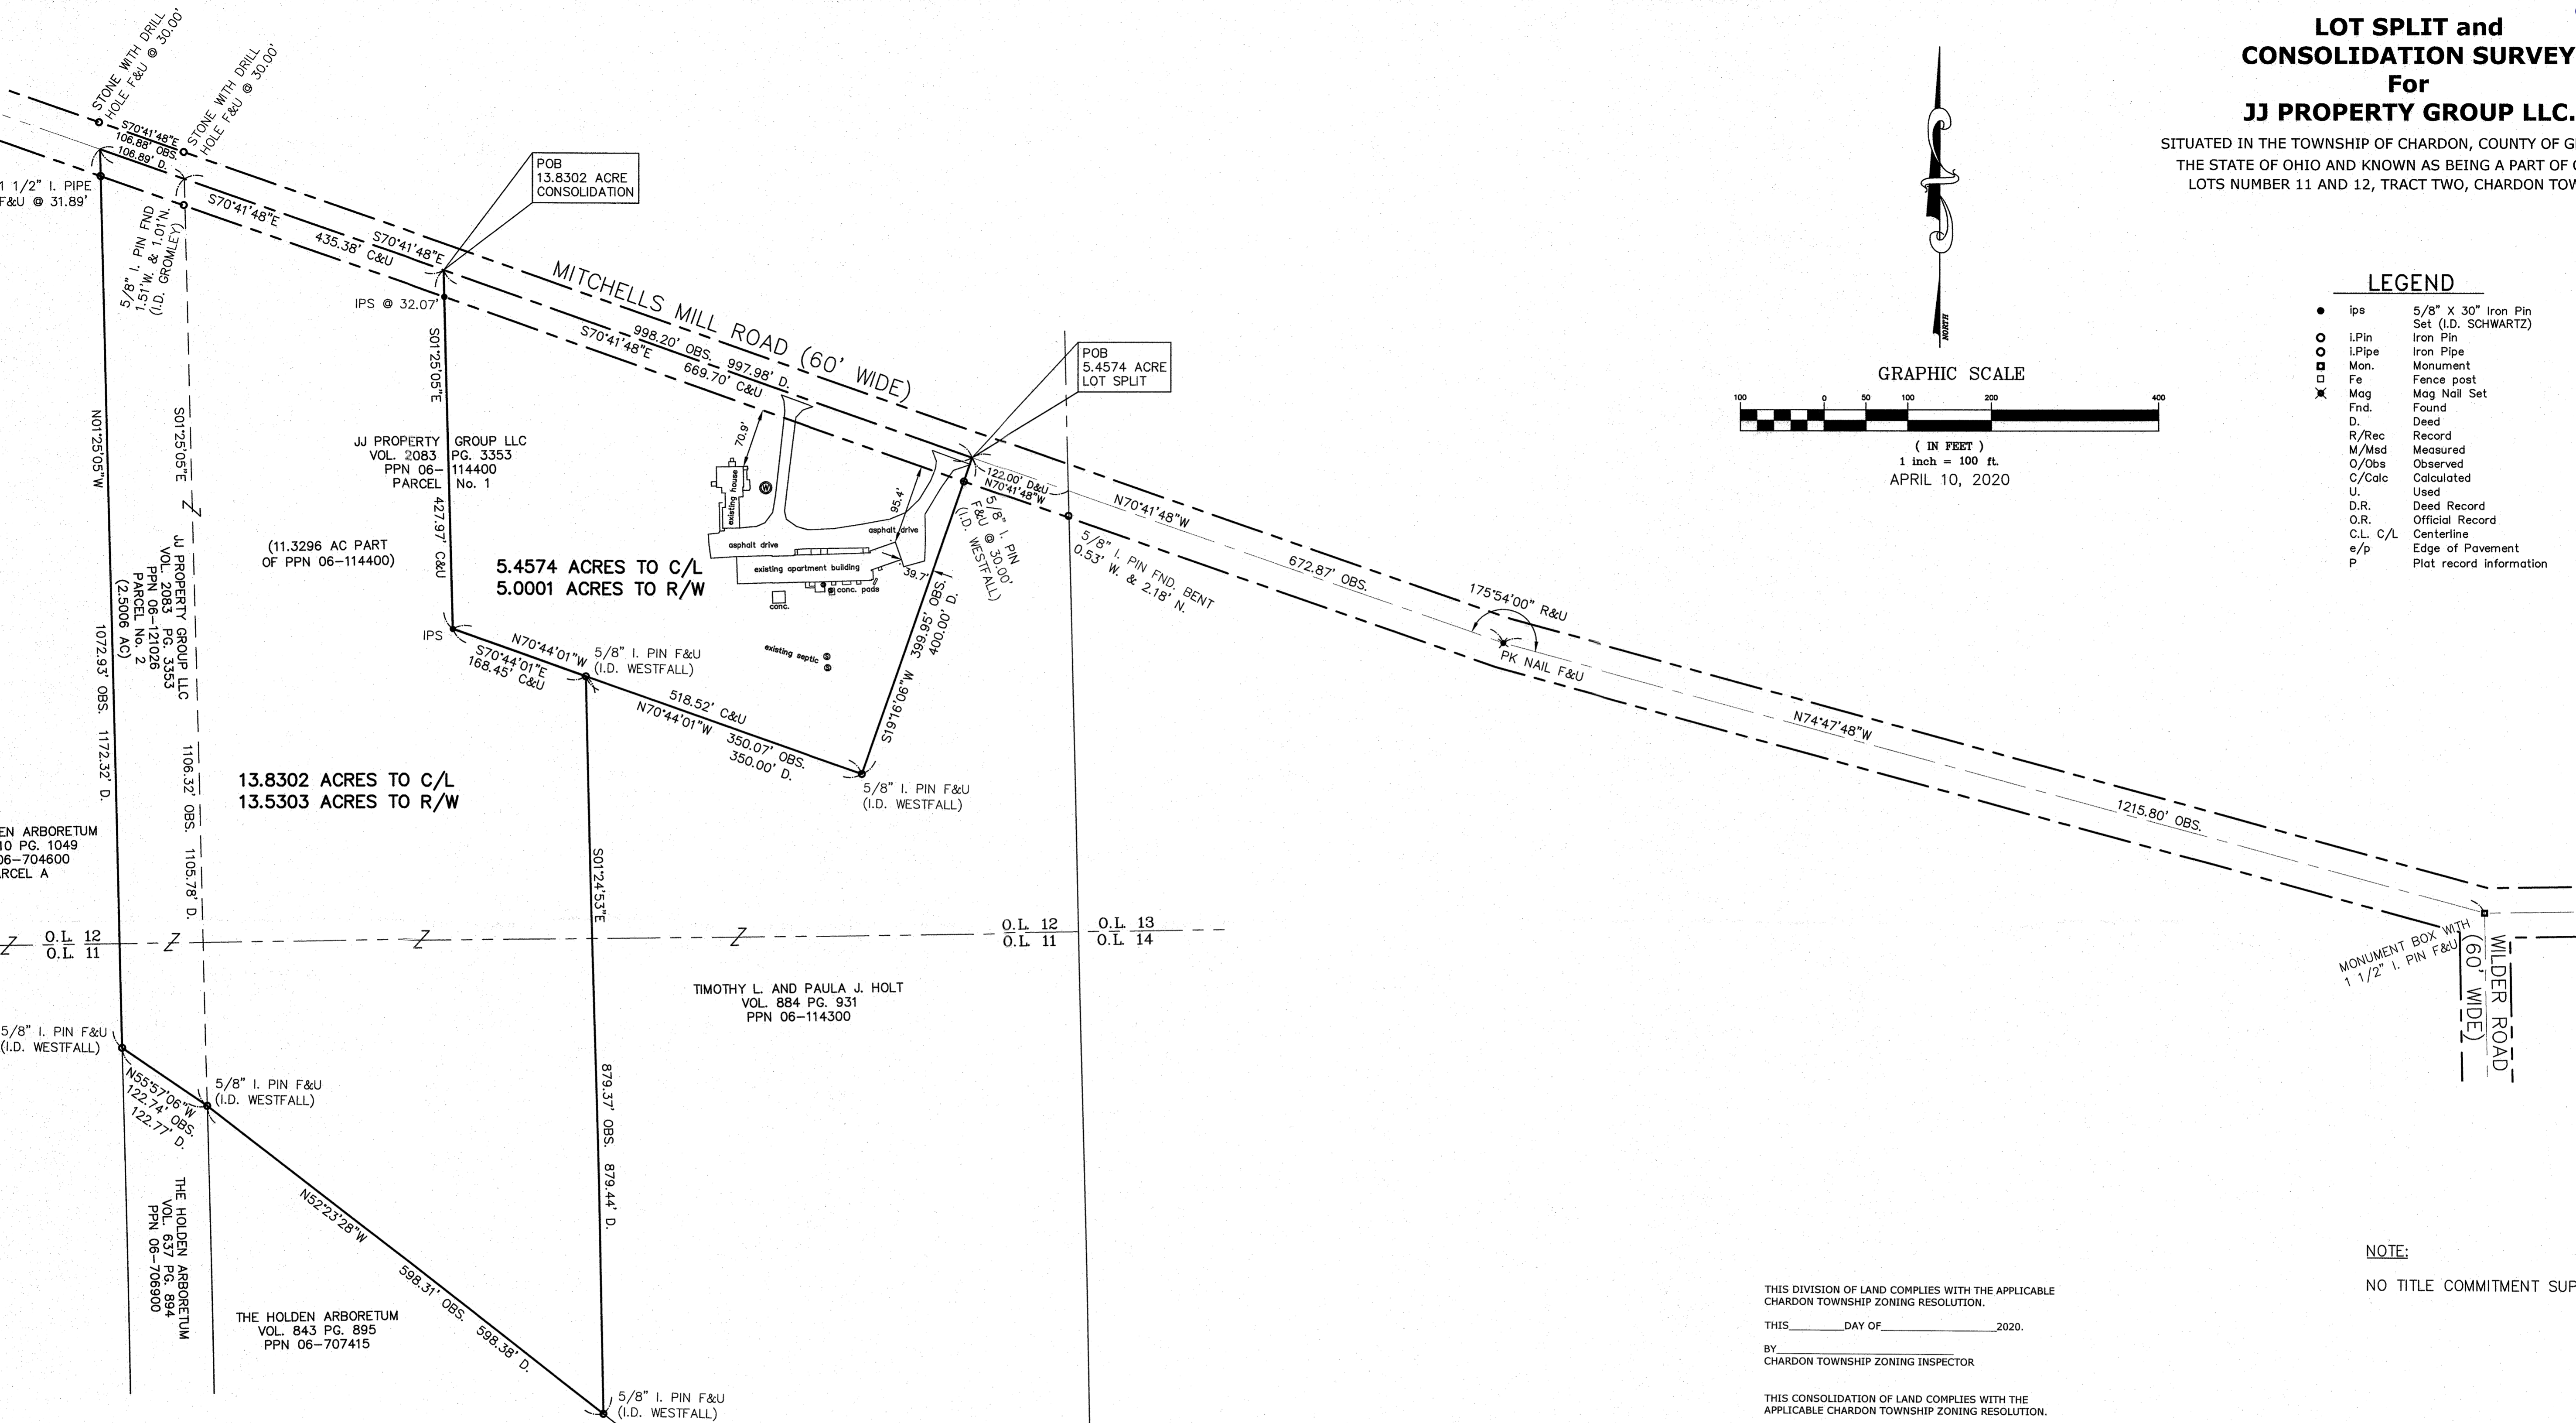 LOT SPLIT and
CONSOLIDATION SURVEY
For
JJ PROPERTY GROUP LLC.
SITUATED IN THE TOWNSHIP OF CHARDON, COUNTY OF
THE STATE OF OHIO AND KNOWN AS BEING A PART OF
LOTS NUMBER 11 AND 12, TRACT TWO, CHARDON
STONE WITH DRILL
HOLE F&U @ 30.00'
STONE WITH DRILL
HOLE F&U @ 30.00'
S70°41'48"E
106.88' OBS.
106.89' D.
1 1/2" I. PIPE
F&U @ 31.89'
5/8" I. PIN FND
1.51'W. & 1.01'N.
(I.D. GROMLEY)
S70°41'48"E
435.38' C&U
S70°41'48"E
POB
13.8302 ACRE
CONSOLIDATION
IPS @ 32.07'
MITCHELLS MILL ROAD (60' WIDE)
998.20' OBS. 997.98' D.
S70°41'48"E
669.70' C&U
POB
5.4574 ACRE
LOT SPLIT
NORTH
GRAPHIC SCALE
100 0 50 100 200 400
( IN FEET )
1 inch = 100 ft.
APRIL 10, 2020
LEGEND
ips 5/8" X 30" Iron Pin
Set (I.D. SCHWARTZ)
i.Pin Iron Pin
i.Pipe Iron Pipe
Mon. Monument
Fe Fence post
Mag Mag Nail Set
Fnd. Found
D. Deed
R/Rec Record
M/Msd Measured
O/Obs Observed
C/Calc Calculated
U. Used
D.R. Deed Record
O.R. Official Record
C.L. C/L Centerline
e/p Edge of Pavement
P Plat record information
N01°25'05"W
1072.93' OBS. 1172.32' D.
S01°25'05"E
1106.32' OBS. 1105.78' D.
JJ PROPERTY GROUP LLC
VOL. 2083 PG. 3353
PPN 06-121026
PARCEL No. 2
(2.5006 AC)
S01°25'05"E
427.97' C&U
JJ PROPERTY GROUP LLC
VOL. 2083 PG. 3353
PPN 06-114400
PARCEL No. 1
(11.3296 AC PART
OF PPN 06-114400)
5.4574 ACRES TO C/L
5.0001 ACRES TO R/W
70.9'
existing house
W
asphalt drive
asphalt drive
95.4'
existing apartment building
39.7'
conc. pads
conc.
existing septic
S
S
122.00' D&U
N70°41'48"W
5/8" I. PIN
F&U @ 30.00'
(I.D. WESTFALL)
5/8" I. PIN FND. BENT
0.53' W. & 2.18' N.
N70°41'48"W
672.87' OBS.
175°54'00" R&U
PK NAIL F&U
N74°47'48"W
1215.80' OBS.
MONUMENT BOX WITH
1 1/2" I. PIN F&U
WILDER ROAD
(60' WIDE)
S19°16'06"W 399.95' OBS.
400.00' D.
IPS
N70°44'01"W
S70°44'01"E
168.45' C&U
5/8" I. PIN F&U
(I.D. WESTFALL)
518.52' C&U
N70°44'01"W 350.07' OBS.
350.00' D.
5/8" I. PIN F&U
(I.D. WESTFALL)
13.8302 ACRES TO C/L
13.5303 ACRES TO R/W
ARBORETUM
PG. 1049
06-704600
A
S01°24'53"E
879.37' OBS. 879.44' D.
O.L. 12
O.L. 11
Z
Z
Z
Z
Z
O.L. 12 O.L. 13
O.L. 11 O.L. 14
TIMOTHY L. AND PAULA J. HOLT
VOL. 884 PG. 931
PPN 06-114300
5/8" I. PIN F&U
(I.D. WESTFALL)
5/8" I. PIN F&U
(I.D. WESTFALL)
N55°57'06"W
122.74' OBS.
122.77' D.
N52°23'28"W
598.31' OBS. 598.38' D.
THE HOLDEN ARBORETUM
VOL. 637 PG. 894
PPN 06-706900
THE HOLDEN ARBORETUM
VOL. 843 PG. 895
PPN 06-707415
5/8" I. PIN F&U
(I.D. WESTFALL)
NOTE:
NO TITLE COMMITMENT
THIS DIVISION OF LAND COMPLIES WITH THE APPLICABLE
CHARDON TOWNSHIP ZONING RESOLUTION.
THIS_________DAY OF___________________2020.
BY_____________________________
CHARDON TOWNSHIP ZONING INSPECTOR
THIS CONSOLIDATION OF LAND COMPLIES WITH THE
APPLICABLE CHARDON TOWNSHIP ZONING RESOLUTION.